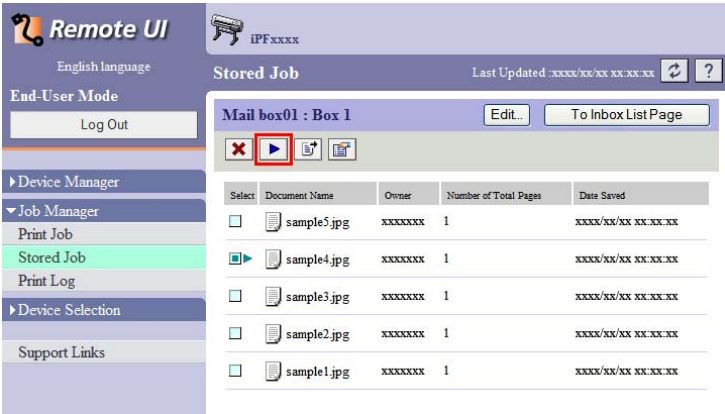 Remote UI
English language
End-User Mode
Log Out
Device Manager
Job Manager
Print Job
Stored Job
Print Log
Device Selection
Support Links
iPFxxxx
Stored Job Last Updated :xxxx/xx/xx xx:xx:xx ?
Mail box01 : Box 1 Edit... To Inbox List Page
Select Document Name Owner Number of Total Pages Date Saved
sample5.jpg xxxxxxx 1 xxxx/xx/xx xx:xx:xx
sample4.jpg xxxxxxx 1 xxxx/xx/xx xx:xx:xx
sample3.jpg xxxxxxx 1 xxxx/xx/xx xx:xx:xx
sample2.jpg xxxxxxx 1 xxxx/xx/xx xx:xx:xx
sample1.jpg xxxxxxx 1 xxxx/xx/xx xx:xx:xx